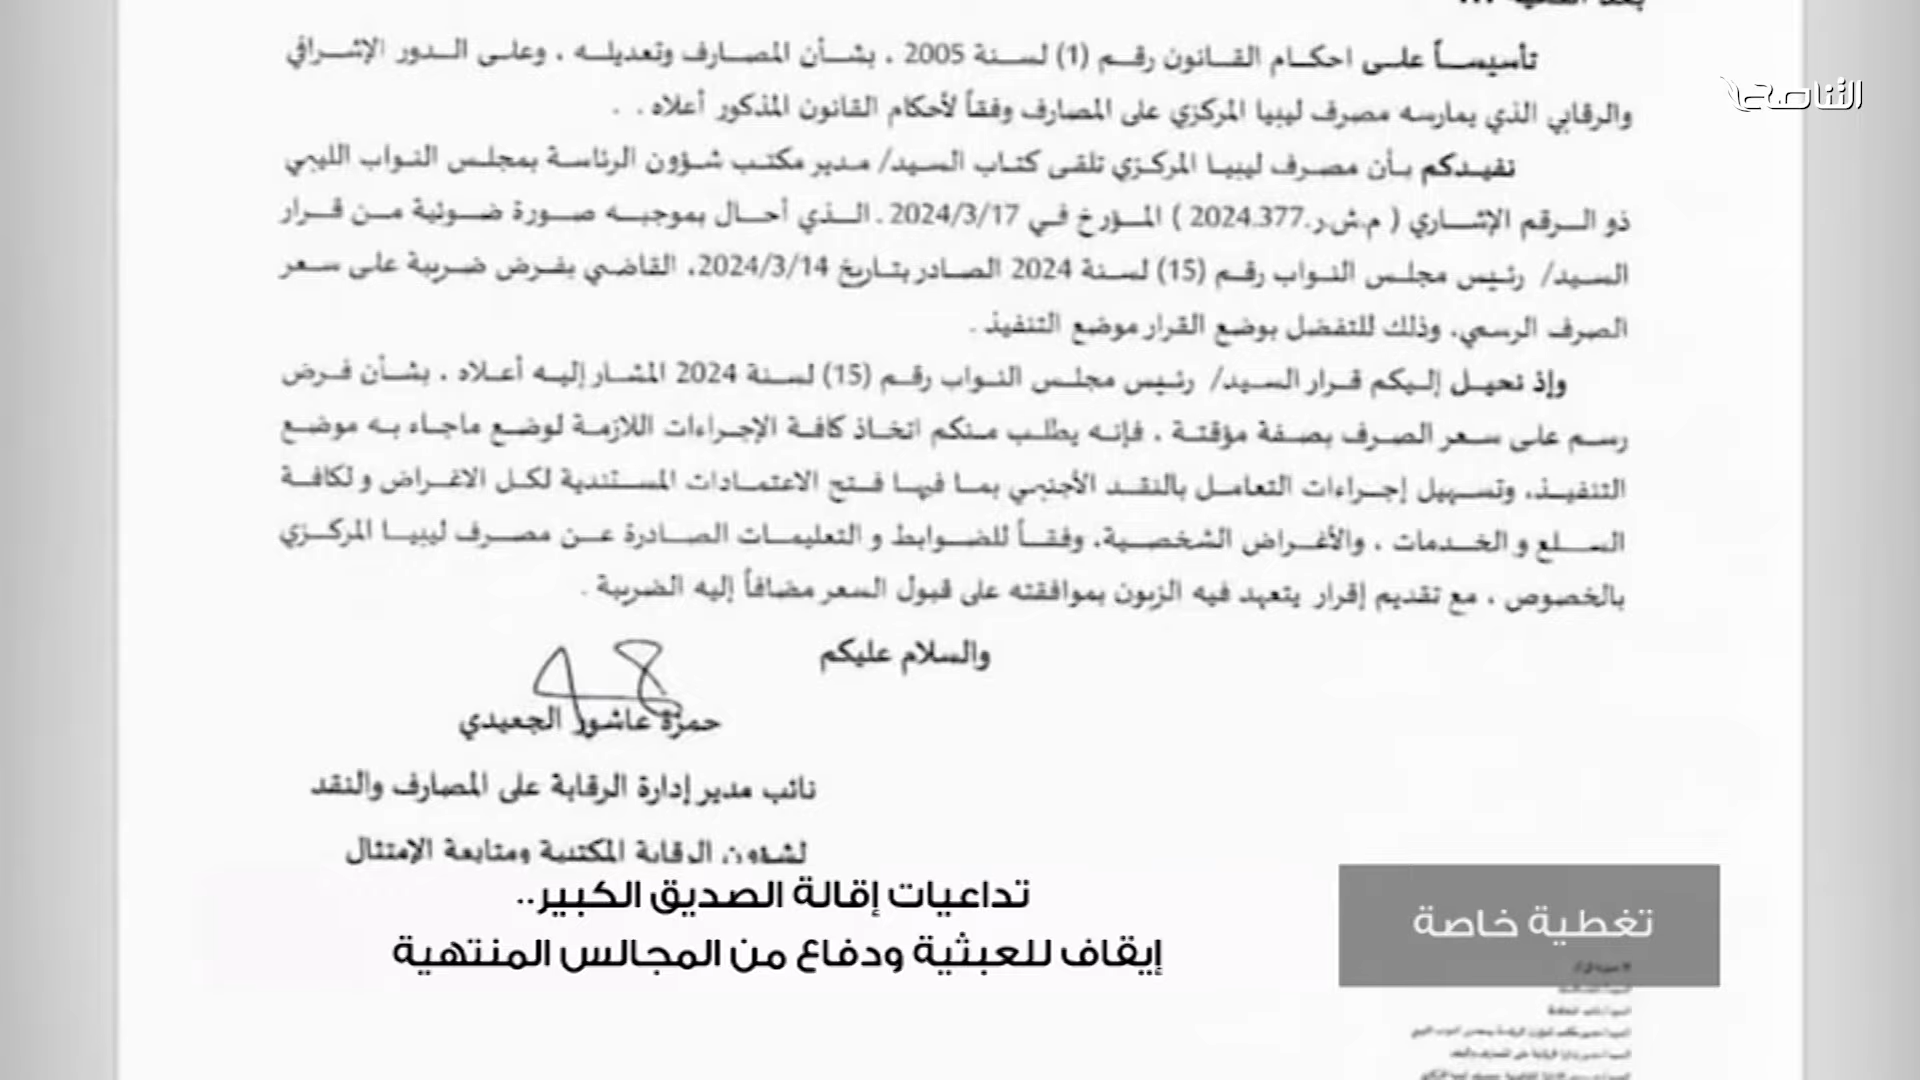 بعد التحية ،،،
التناصح
تأسيساً على احكام القانون رقم (1) لسنة 2005 ، بشأن المصارف وتعديله ، وعلى الدور الإشرافي
والرقابي الذي يمارسه مصرف ليبيا المركزي على المصارف وفقاً لأحكام القانون المذكور أعلاه . .
نفيدكم بأن مصرف ليبيا المركزي تلقى كتاب السيد/ مدير مكتب شؤون الرئاسة بمجلس النواب الليبي
ذو الرقم الإشاري ( م.ش.ر.2024.377 ) المؤرخ في 2024/3/17 ، الذي أحال بموجبه صورة ضوئية من قرار
السيد/ رئيس مجلس النواب رقم (15) لسنة 2024 الصادر بتاريخ 2024/3/14، القاضي بفرض ضريبة على سعر
الصرف الرسمي، وذلك للتفضل بوضع القرار موضع التنفيذ .
وإذ نحيل إليكم قرار السيد/ رئيس مجلس النواب رقم (15) لسنة 2024 المشار إليه أعلاه ، بشأن فرض
رسم على سعر الصرف بصفة مؤقتة ، فإنه يطلب منكم اتخاذ كافة الإجراءات اللازمة لوضع ماجاء به موضع
التنفيذ، وتسهيل إجراءات التعامل بالنقد الأجنبي بما فيها فتح الاعتمادات المستندية لكل الاغراض و لكافة
السلع و الخدمات ، والأغراض الشخصية، وفقاً للضوابط و التعليمات الصادرة عن مصرف ليبيا المركزي
بالخصوص ، مع تقديم إقرار يتعهد فيه الزبون بموافقته على قبول السعر مضافاً إليه الضريبة .
والسلام عليكم
حمزة عاشور الجعيدي
نائب مدير إدارة الرقابة على المصارف والنقد
لشؤون الرقابة المكتبية ومتابعة الإمتثال
تداعيات إقالة الصديق الكبير..
إيقاف للعبثية ودفاع من المجالس المنتهية
تغطية خاصة